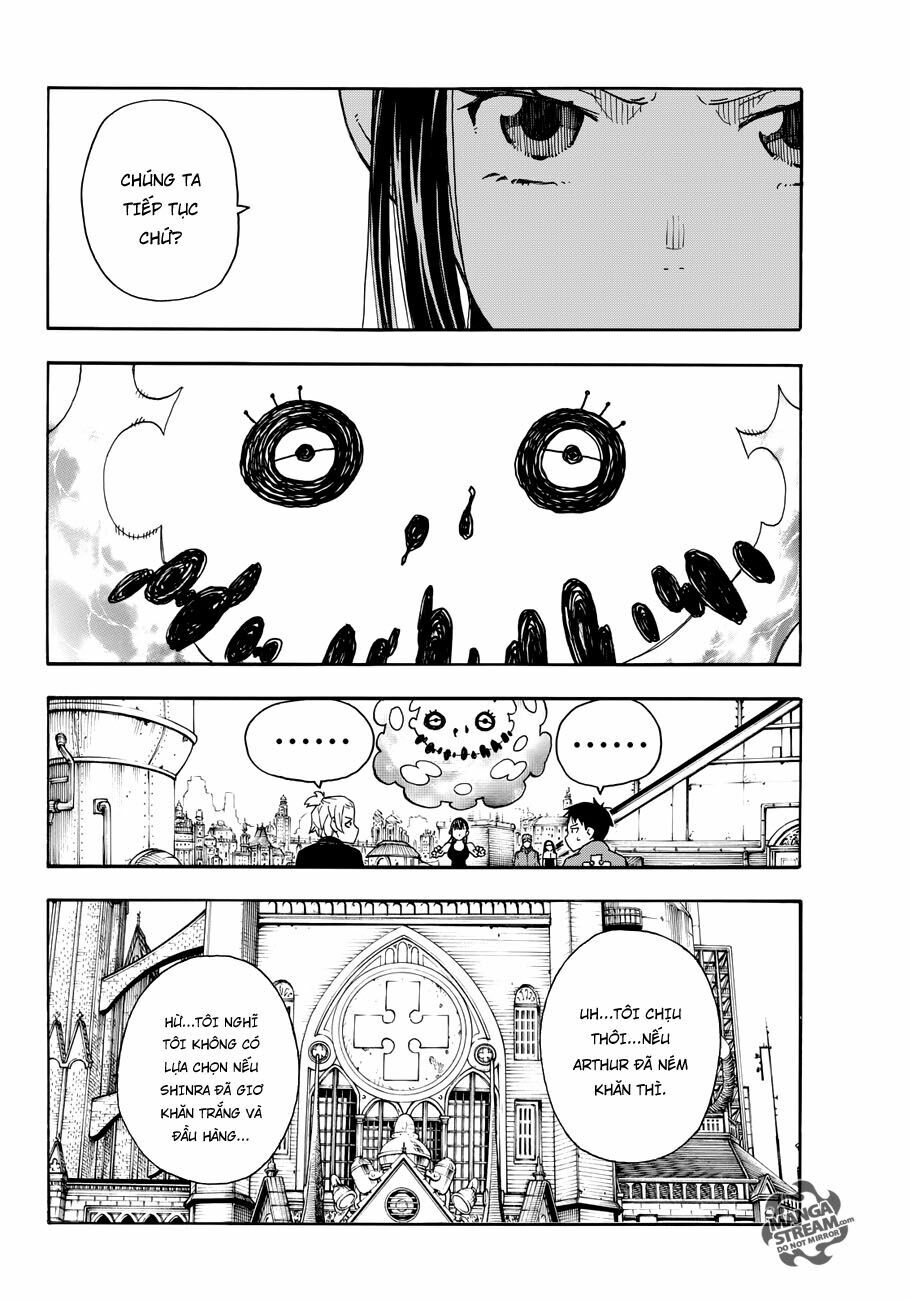 CHÚNG TA
TIẾP TỤC
CHỨ?
......
......
UH...TÔI CHỊU
THÔI...NẾU
ARTHUR ĐÃ NÉM
KHĂN THÌ.
HỪ...TÔI NGHĨ
TÔI KHÔNG CÓ
LỰA CHỌN NẾU
SHINRA ĐÃ GIƠ
KHĂN TRẮNG VÀ
ĐẦU HÀNG...
MANGA
STREAM.com
DO NOT MIRROR!